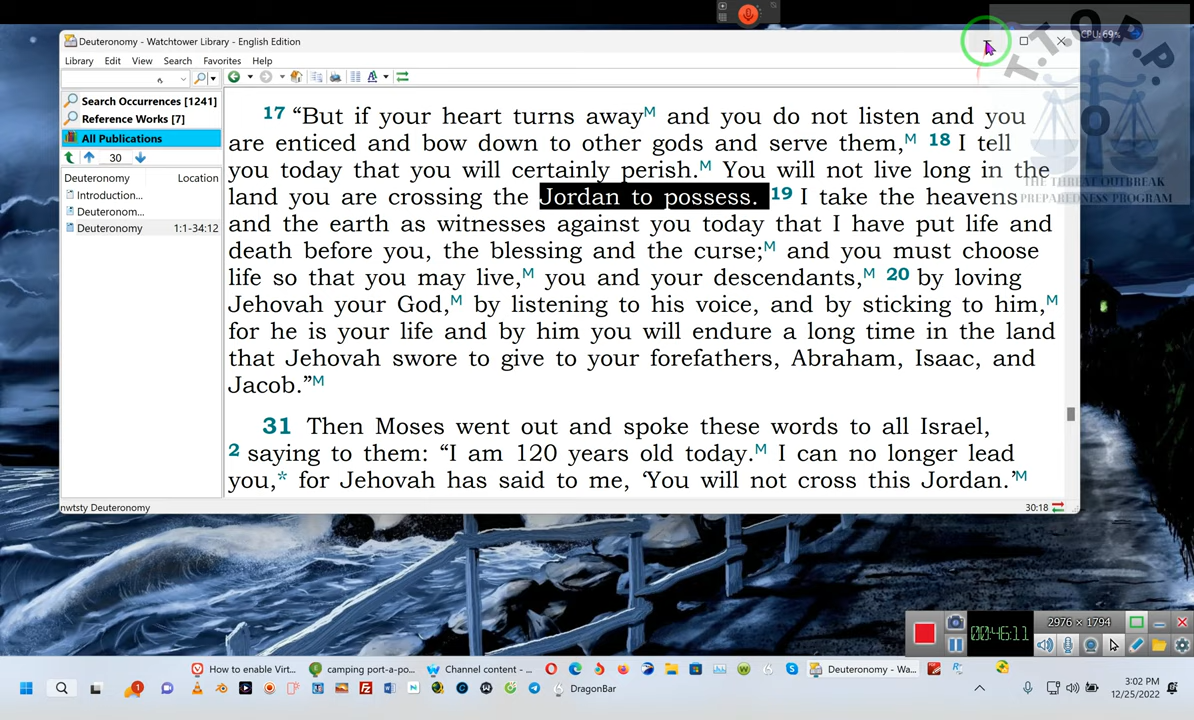 Deuteronomy - Watchtower Library - English Edition
CPU: 69%
T.T.O.P.P.
Library Edit View Search Favorites Help
Search Occurrences [1241]
Reference Works [7]
All Publications
30
Deuteronomy Location
Introduction...
Deuteronom...
Deuteronomy 1:1-34:12
17 “But if your heart turns awayM and you do not listen and you
are enticed and bow down to other gods and serve them,M 18 I tell
you today that you will certainly perish.M You will not live long in the
land you are crossing the Jordan to possess. 19 I take the heavens
and the earth as witnesses against you today that I have put life and
death before you, the blessing and the curse;M and you must choose
life so that you may live,M you and your descendants,M 20 by loving
Jehovah your God,M by listening to his voice, and by sticking to him,M
for he is your life and by him you will endure a long time in the land
that Jehovah swore to give to your forefathers, Abraham, Isaac, and
Jacob.”M
31 Then Moses went out and spoke these words to all Israel,
2 saying to them: “I am 120 years old today.M I can no longer lead
you,* for Jehovah has said to me, ‘You will not cross this Jordan.’M
THE THREAT OUTBREAK
PREPAREDNESS PROGRAM
nwtsty Deuteronomy 30:18
00:46:11
2976 × 1794
How to enable Virt... camping port-a-po... Channel content - ... Deuteronomy - Wa...
DragonBar
3:02 PM
12/25/2022